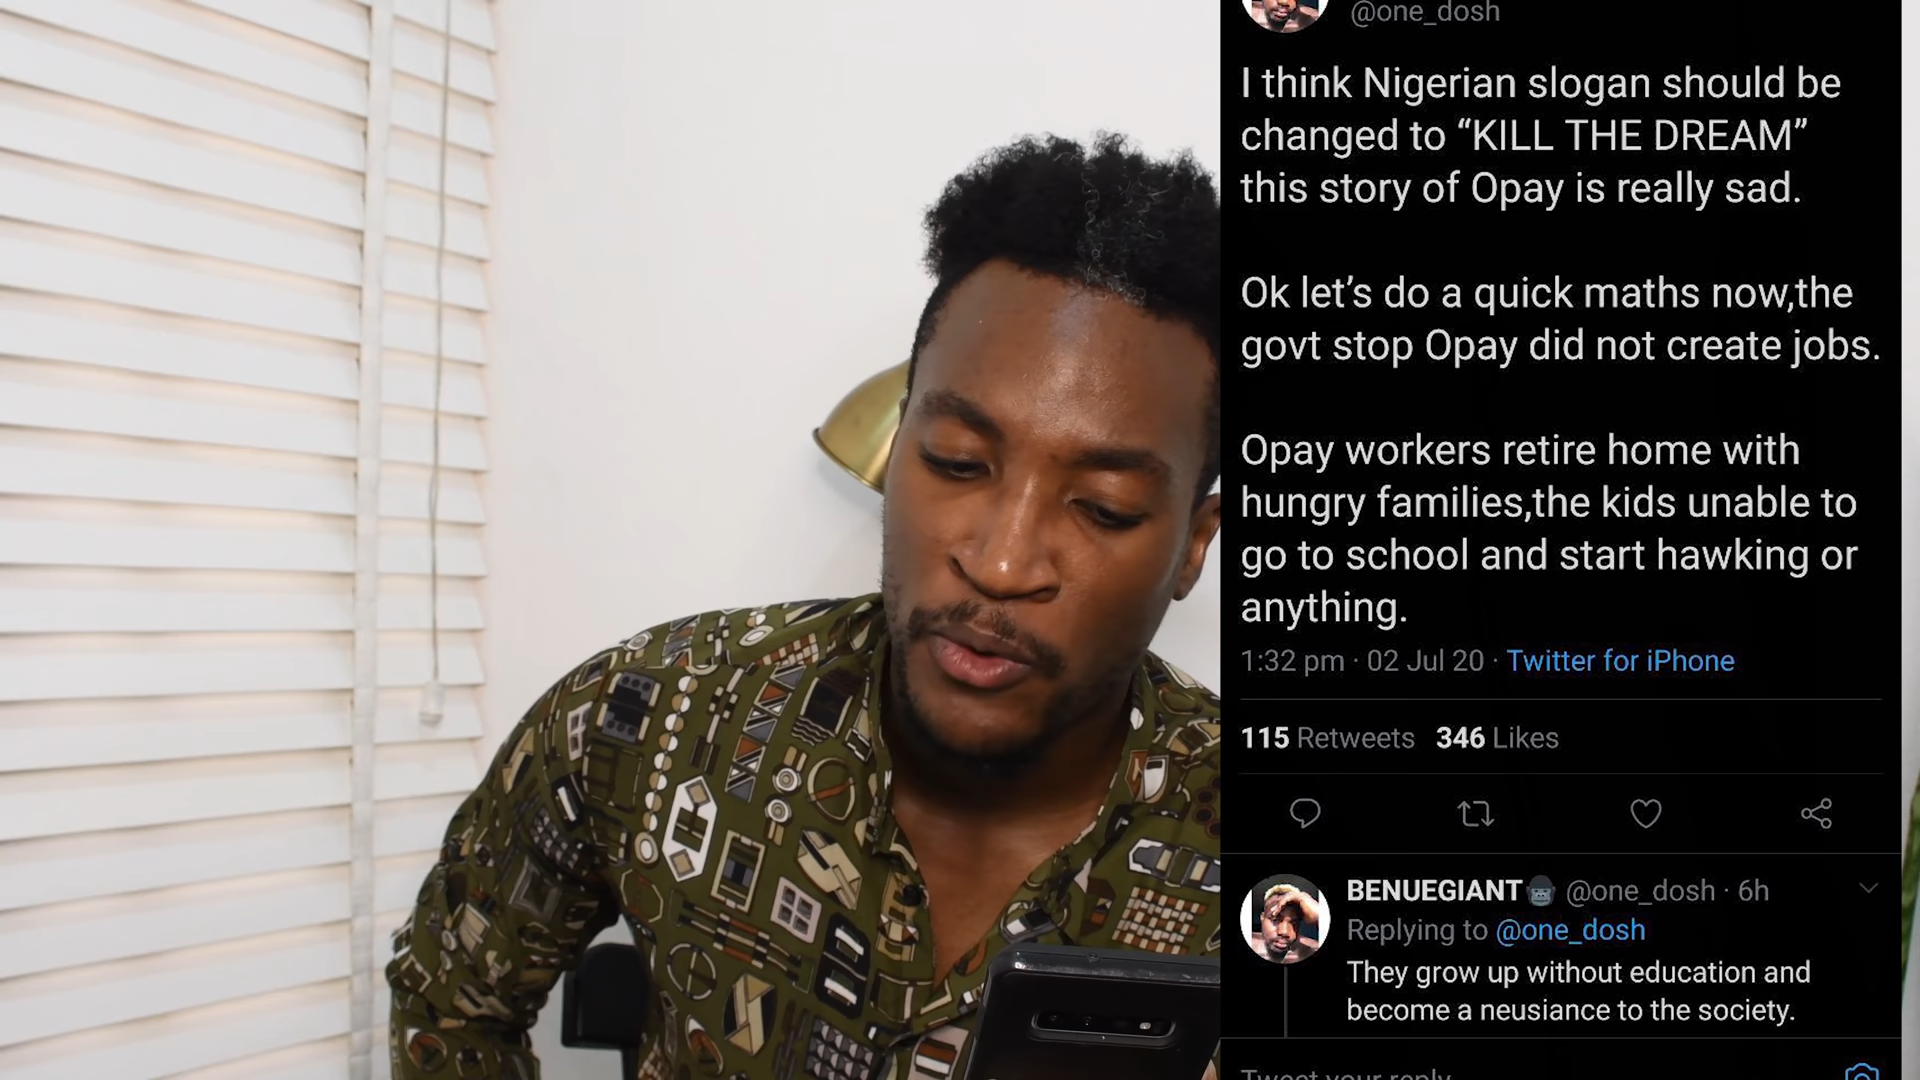 @one_dosh
I think Nigerian slogan should be
changed to “KILL THE DREAM”
this story of Opay is really sad.
Ok let’s do a quick maths now,the
govt stop Opay did not create jobs.
Opay workers retire home with
hungry families,the kids unable to
go to school and start hawking or
anything.
1:32 pm · 02 Jul 20 · Twitter for iPhone
115 Retweets 346 Likes
BENUEGIANT @one_dosh · 6h
Replying to @one_dosh
They grow up without education and
become a neusiance to the society.
Tweet your reply